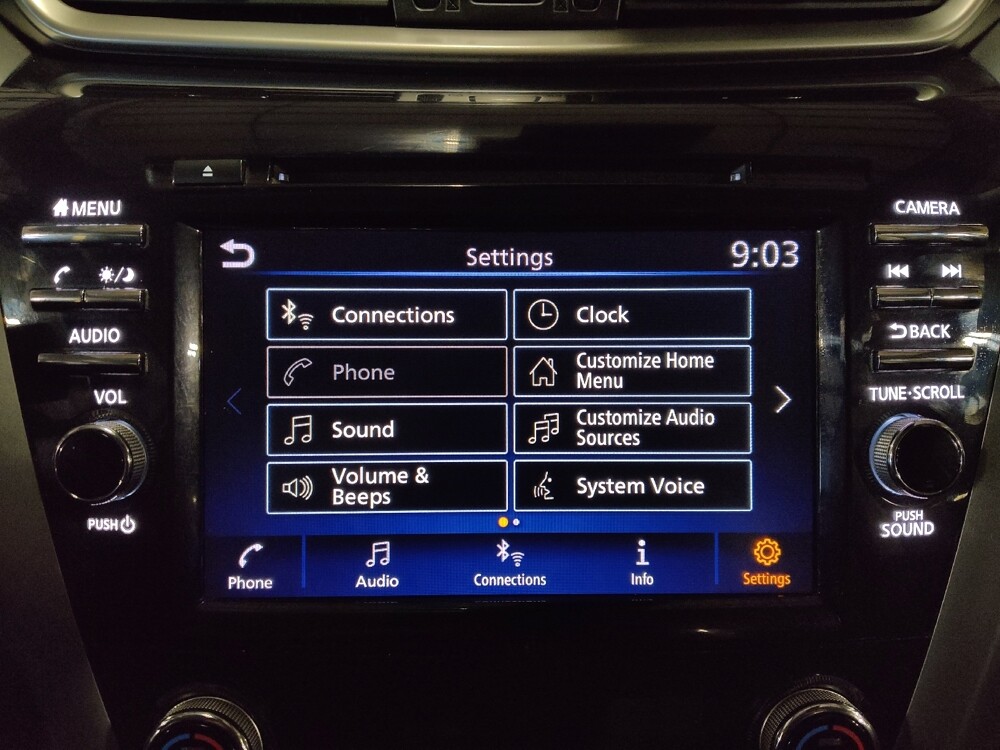 MENU
CAMERA
AUDIO
BACK
VOL
TUNE·SCROLL
PUSH
PUSH
SOUND
Settings
9:03
Connections
Clock
Phone
Customize Home
Menu
Sound
Customize Audio
Sources
Volume &
Beeps
System Voice
Phone
Audio
Connections
Info
Settings